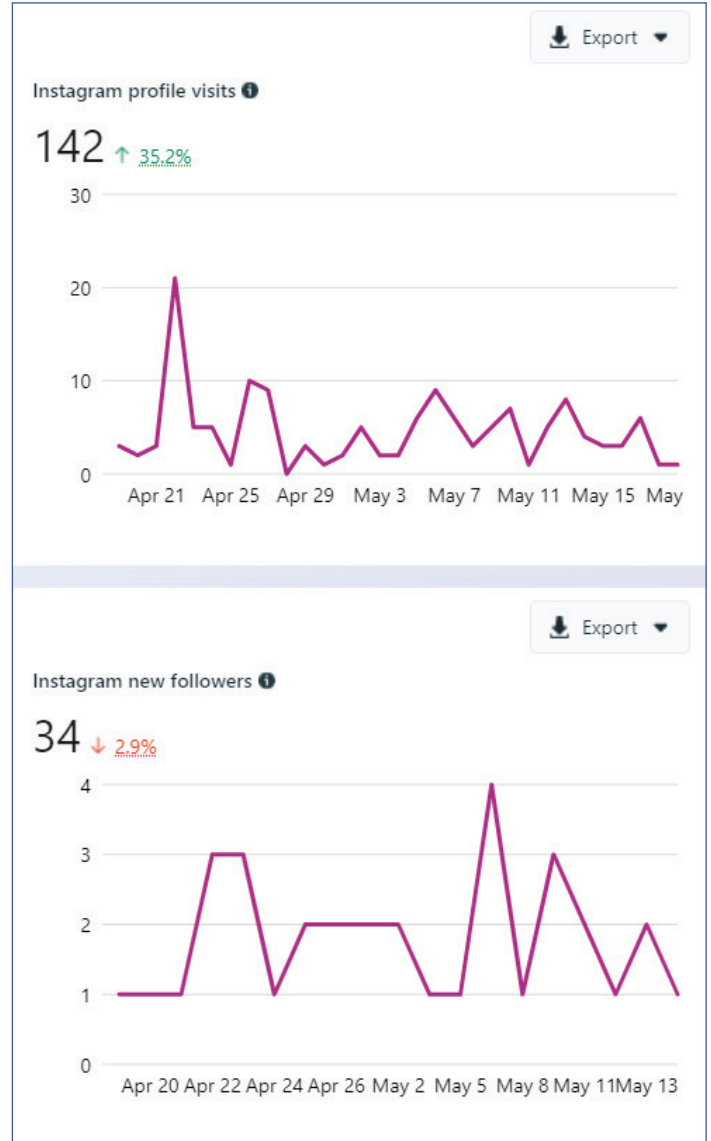 Export
Instagram profile visits
142 ↑ 35.2%
30
20
10
0
Apr 21 Apr 25 Apr 29 May 3 May 7 May 11 May 15 May
Export
Instagram new followers
34 ↓ 2.9%
4
3
2
1
0
Apr 20 Apr 22 Apr 24 Apr 26 May 2 May 5 May 8 May 11May 13